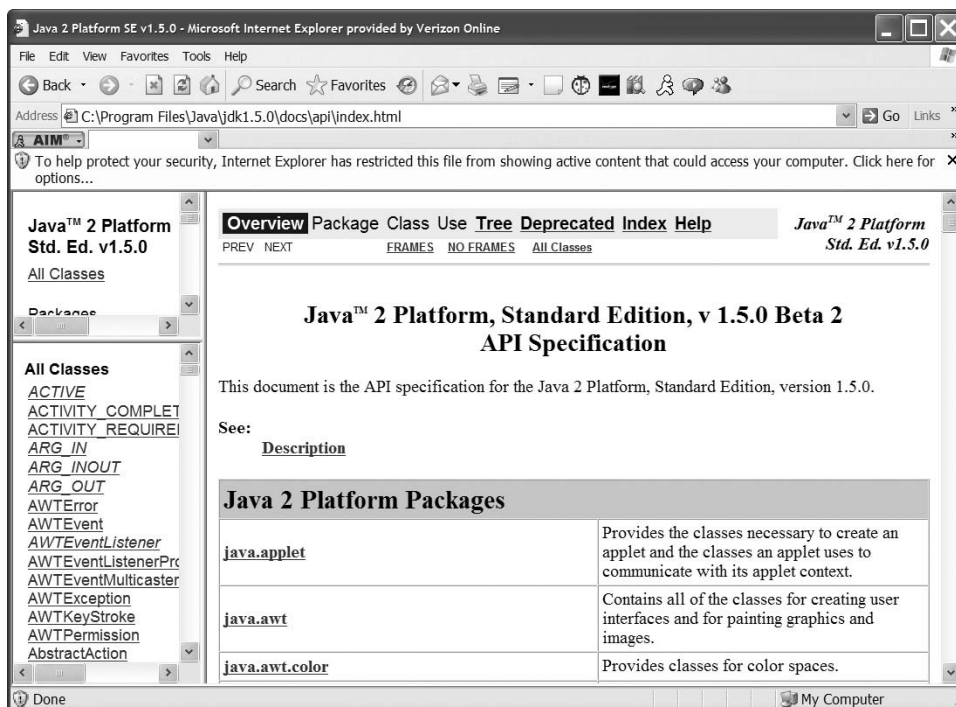 Java 2 Platform SE v1.5.0 - Microsoft Internet Explorer provided by Verizon Online
File Edit View Favorites Tools Help
Back Search Favorites
Address C:\Program Files\Java\jdk1.5.0\docs\api\index.html Go Links »
AIM®
To help protect your security, Internet Explorer has restricted this file from showing active content that could access your computer. Click here for
options...
Java™ 2 Platform
Std. Ed. v1.5.0
All Classes
Packages
All Classes
ACTIVE
ACTIVITY_COMPLET
ACTIVITY_REQUIRE
ARG_IN
ARG_INOUT
ARG_OUT
AWTError
AWTEvent
AWTEventListener
AWTEventListenerPro
AWTEventMulticaster
AWTException
AWTKeyStroke
AWTPermission
AbstractAction
Overview Package Class Use Tree Deprecated Index Help
PREV NEXT FRAMES NO FRAMES All Classes
Java™ 2 Platform
Std. Ed. v1.5.0
Java™ 2 Platform, Standard Edition, v 1.5.0 Beta 2
API Specification
This document is the API specification for the Java 2 Platform, Standard Edition, version 1.5.0.
See:
Description
Java 2 Platform Packages
java.applet
Provides the classes necessary to create an
applet and the classes an applet uses to
communicate with its applet context.
java.awt
Contains all of the classes for creating user
interfaces and for painting graphics and
images.
java.awt.color
Provides classes for color spaces.
Done My Computer